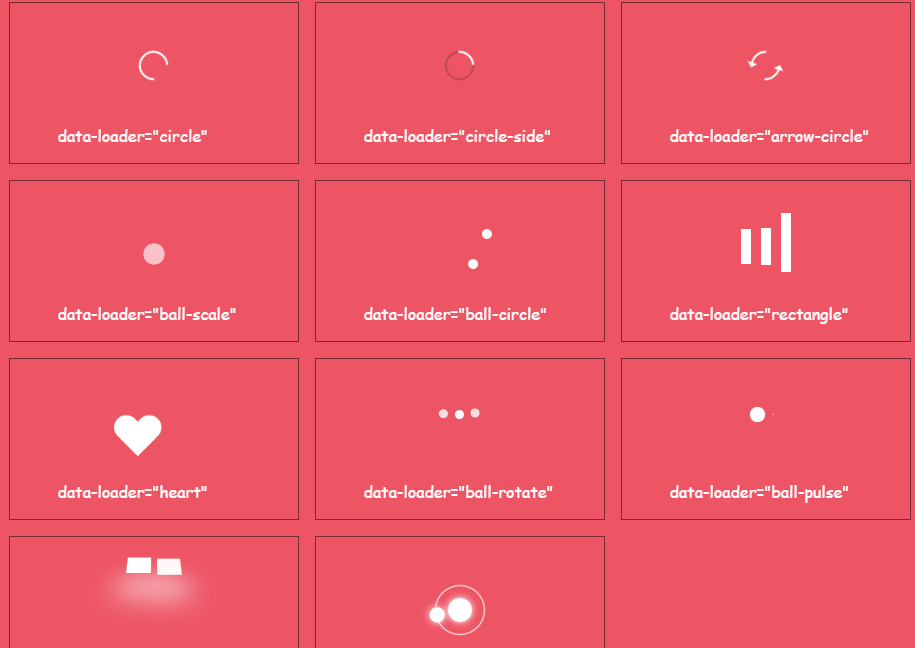 data-loader="circle"
data-loader="circle-side"
data-loader="arrow-circle"
data-loader="ball-scale"
data-loader="ball-circle"
data-loader="rectangle"
data-loader="heart"
data-loader="ball-rotate"
data-loader="ball-pulse"